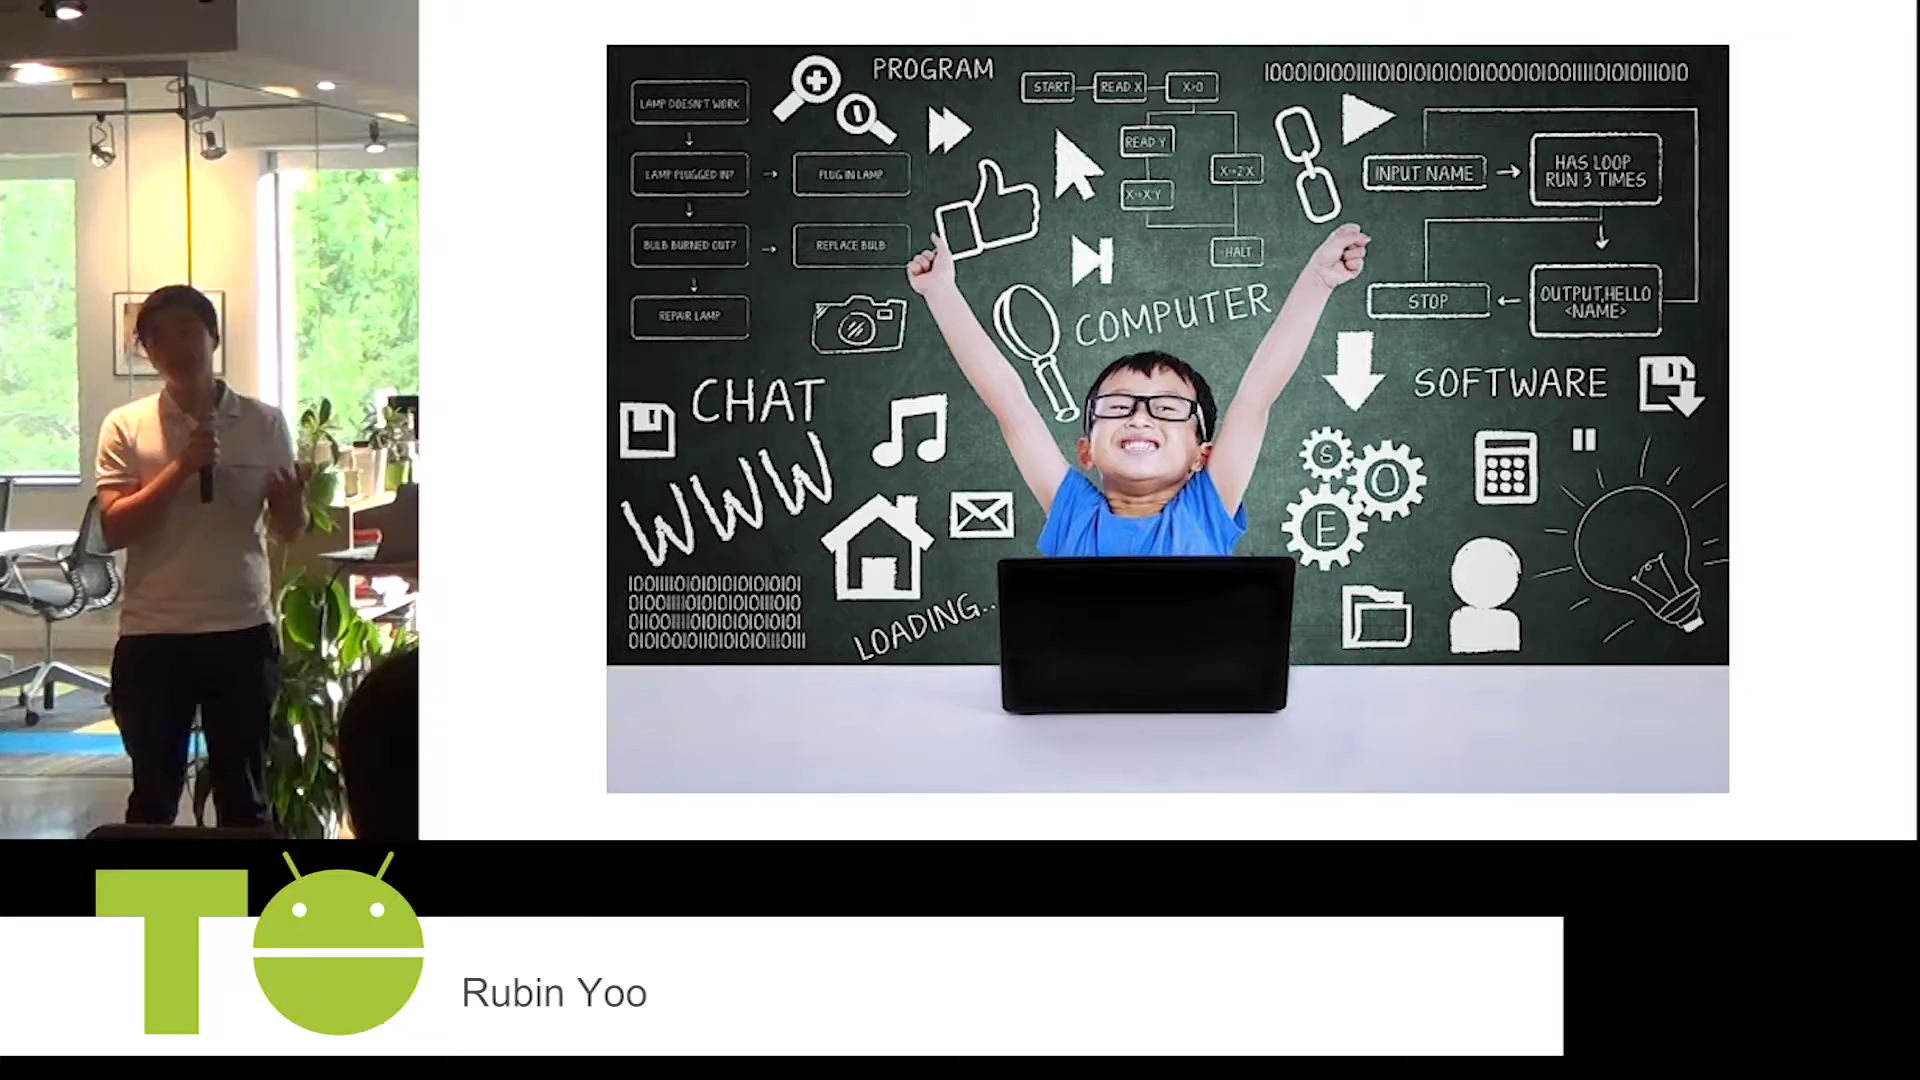 PROGRAM
LAMP DOESN'T WORK
LAMP PLUGGED IN?
PLUG IN LAMP
BULB BURNED OUT?
REPLACE BULB
REPAIR LAMP
START
READ X
X>0
READ Y
HALT
INPUT NAME
HAS LOOP
RUN 3 TIMES
STOP
OUTPUT,HELLO
<NAME>
COMPUTER
SOFTWARE
CHAT
WWW
LOADING...
S
O
E
TO
Rubin Yoo